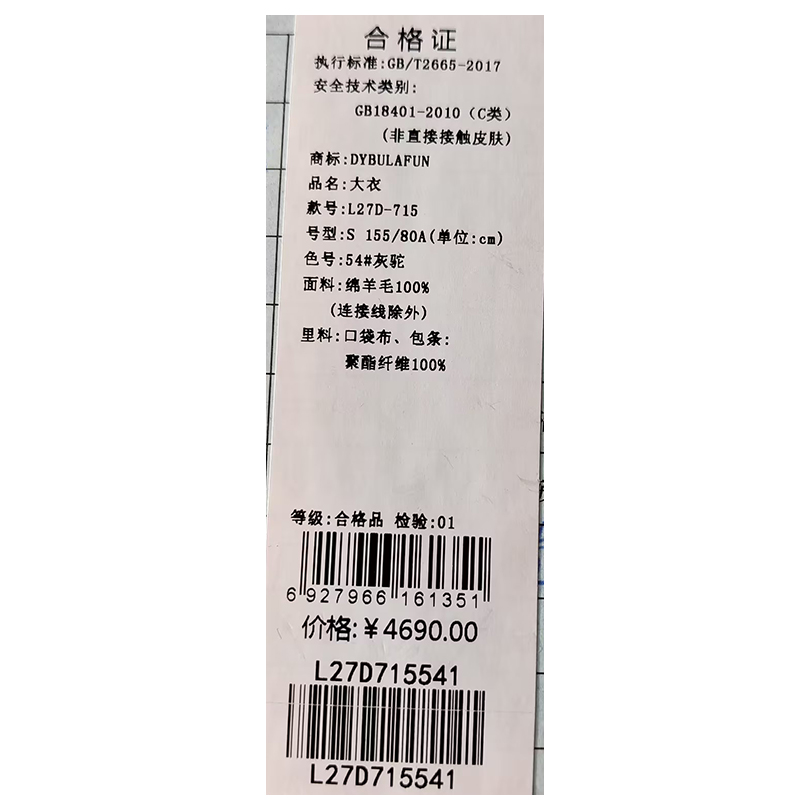 合格证
执行标准:GB/T2665-2017
安全技术类别:
GB18401-2010（C类）
(非直接接触皮肤)
商标:DYBULAFUN
品名:大衣
款号:L27D-715
号型:S 155/80A(单位:cm)
色号:54#灰驼
面料:绵羊毛100%
(连接线除外)
里料:口袋布、包条:
聚酯纤维100%
等级:合格品 检验:01
6 927966 161351
价格:￥4690.00
L27D715541
L27D715541